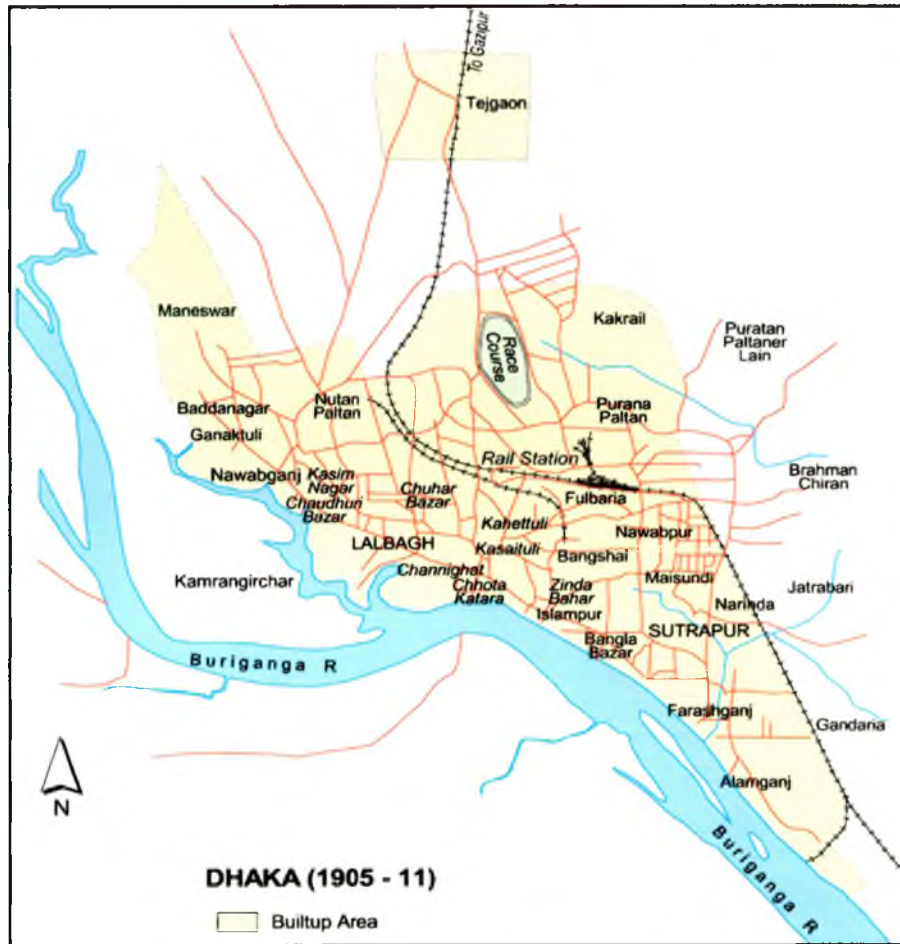 To Gazipur
Tejgaon
Maneswar
Kakrail
Race
Course
Puratan
Paltaner
Lain
Nutan
Paltan
Baddanagar
Purana
Paltan
Ganaktuli
Rail Station
Nawabganj
Kasim
Nagar
Chaudhuri
Bazar
Chuhar
Bazar
Fulbaria
Brahman
Chiran
Kahettuli
Nawabpur
LALBAGH
Kasaituli
Bangshai
Channighat
Chhota
Katara
Zinda
Bahar
Islampur
Maisundi
Kamrangirchar
Jatrabari
Narinda
SUTRAPUR
Bangla
Bazar
Buriganga R
Farashganj
Gandaria
Alamganj
N
Buriganga R
DHAKA (1905 - 11)
Builtup Area